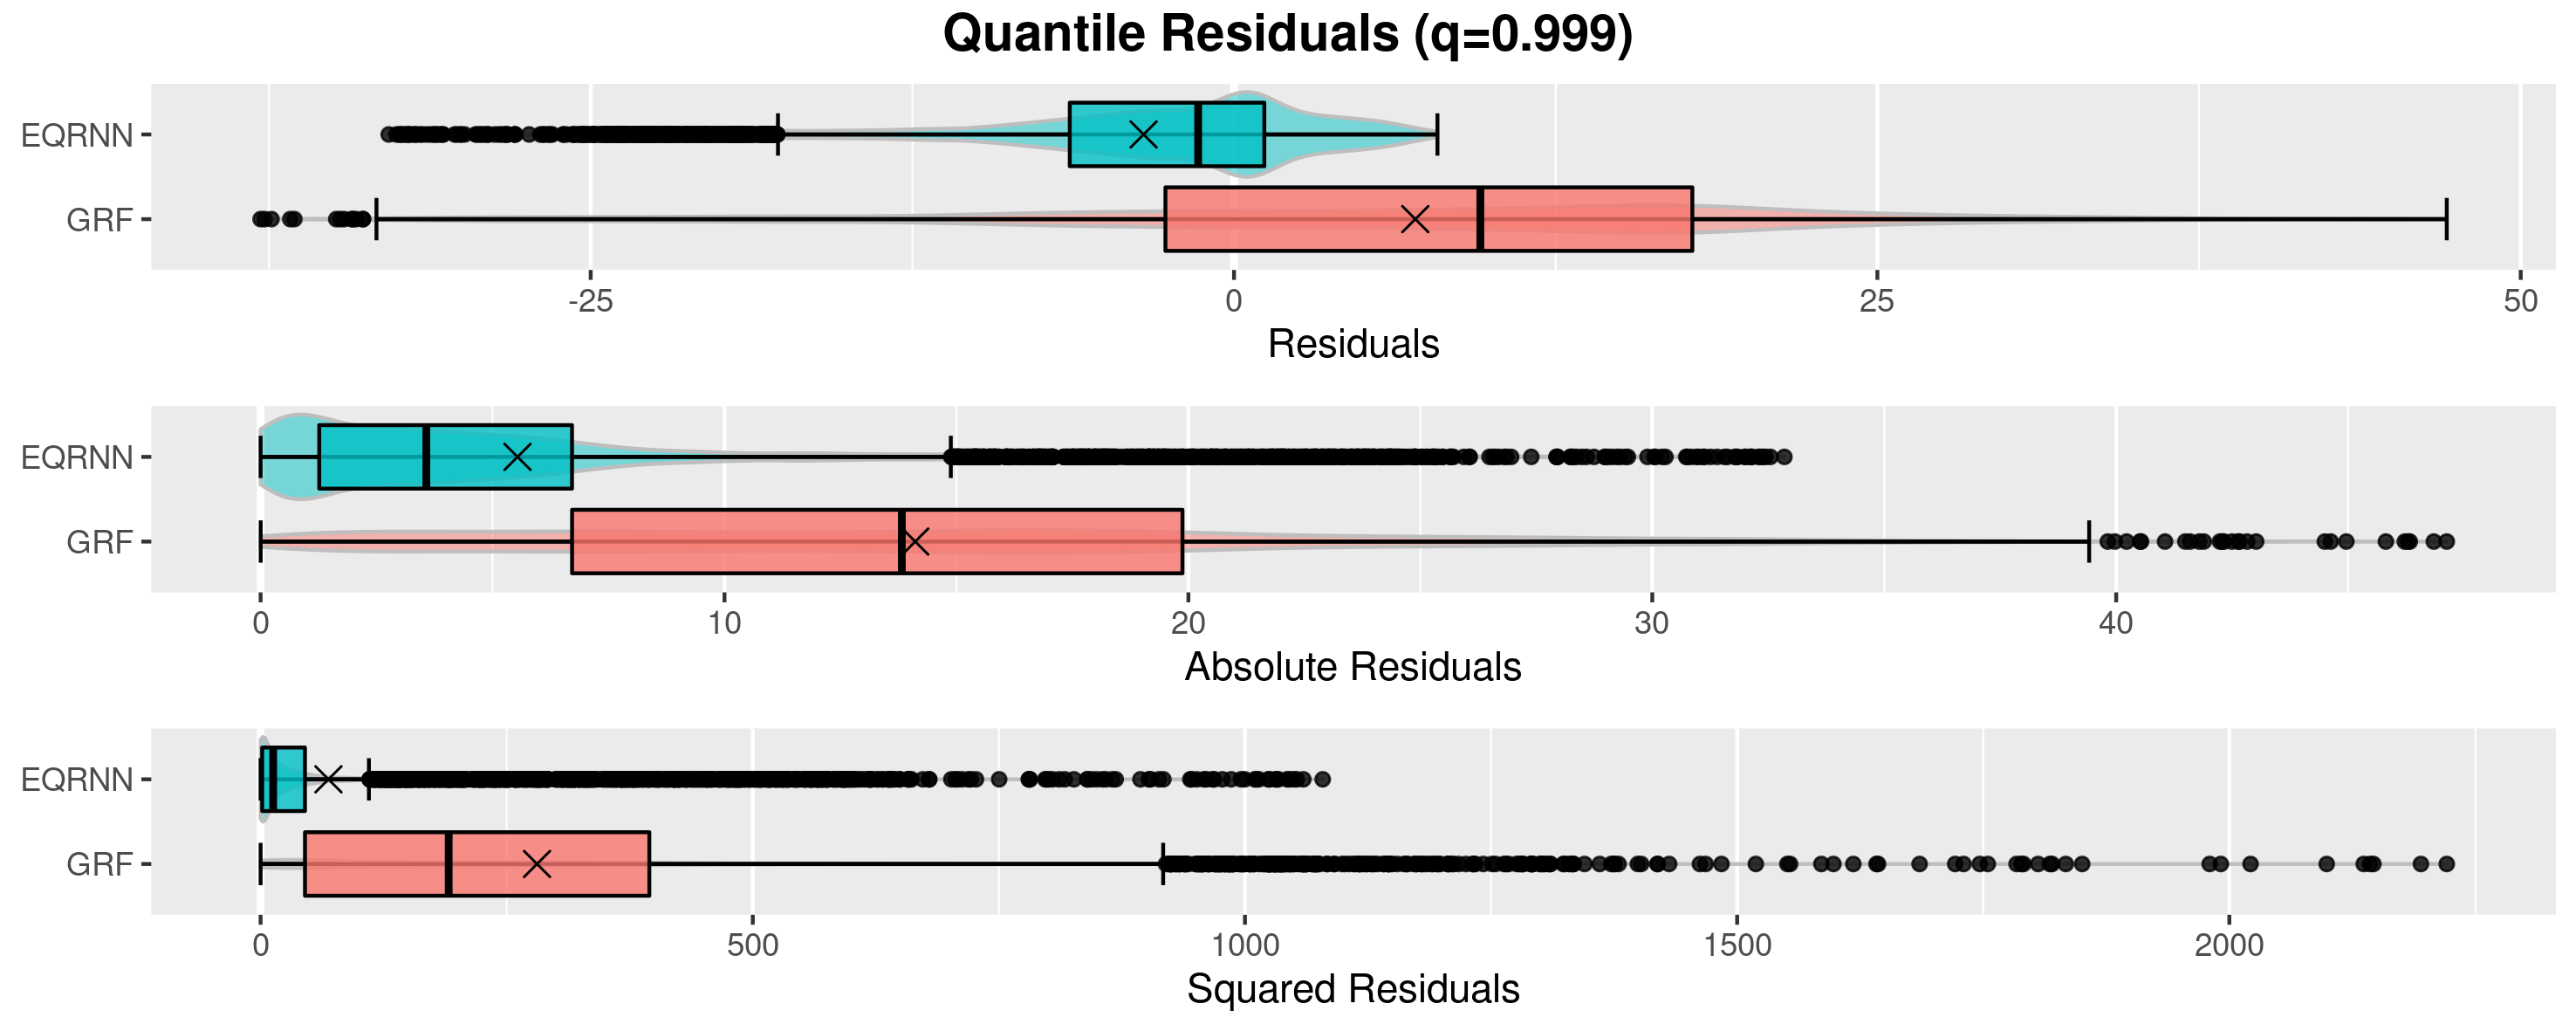 Quantile Residuals (q=0.999)
EQRNN
GRF
-25 0 25 50
Residuals
EQRNN
GRF
0 10 20 30 40
Absolute Residuals
EQRNN
GRF
0 500 1000 1500 2000
Squared Residuals